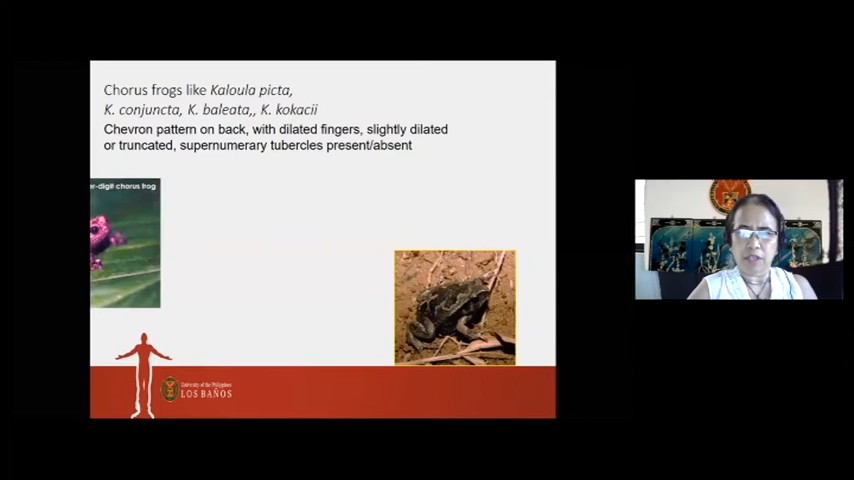 Chorus frogs like Kaloula picta,
K. conjuncta, K. baleata,, K. kokacii
Chevron pattern on back, with dilated fingers, slightly dilated
or truncated, supernumerary tubercles present/absent
er-digit chorus frog
University of the Philippines
LOS BAÑOS